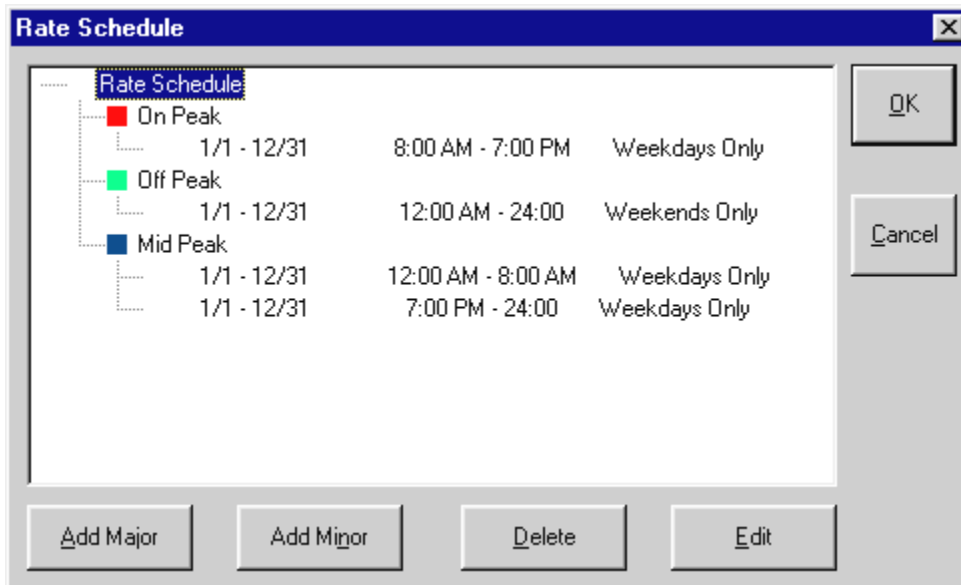 Rate Schedule
Rate Schedule
On Peak
1/1 - 12/31 8:00 AM - 7:00 PM Weekdays Only
Off Peak
1/1 - 12/31 12:00 AM - 24:00 Weekends Only
Mid Peak
1/1 - 12/31 12:00 AM - 8:00 AM Weekdays Only
1/1 - 12/31 7:00 PM - 24:00 Weekdays Only
OK
Cancel
Add Major Add Minor Delete Edit